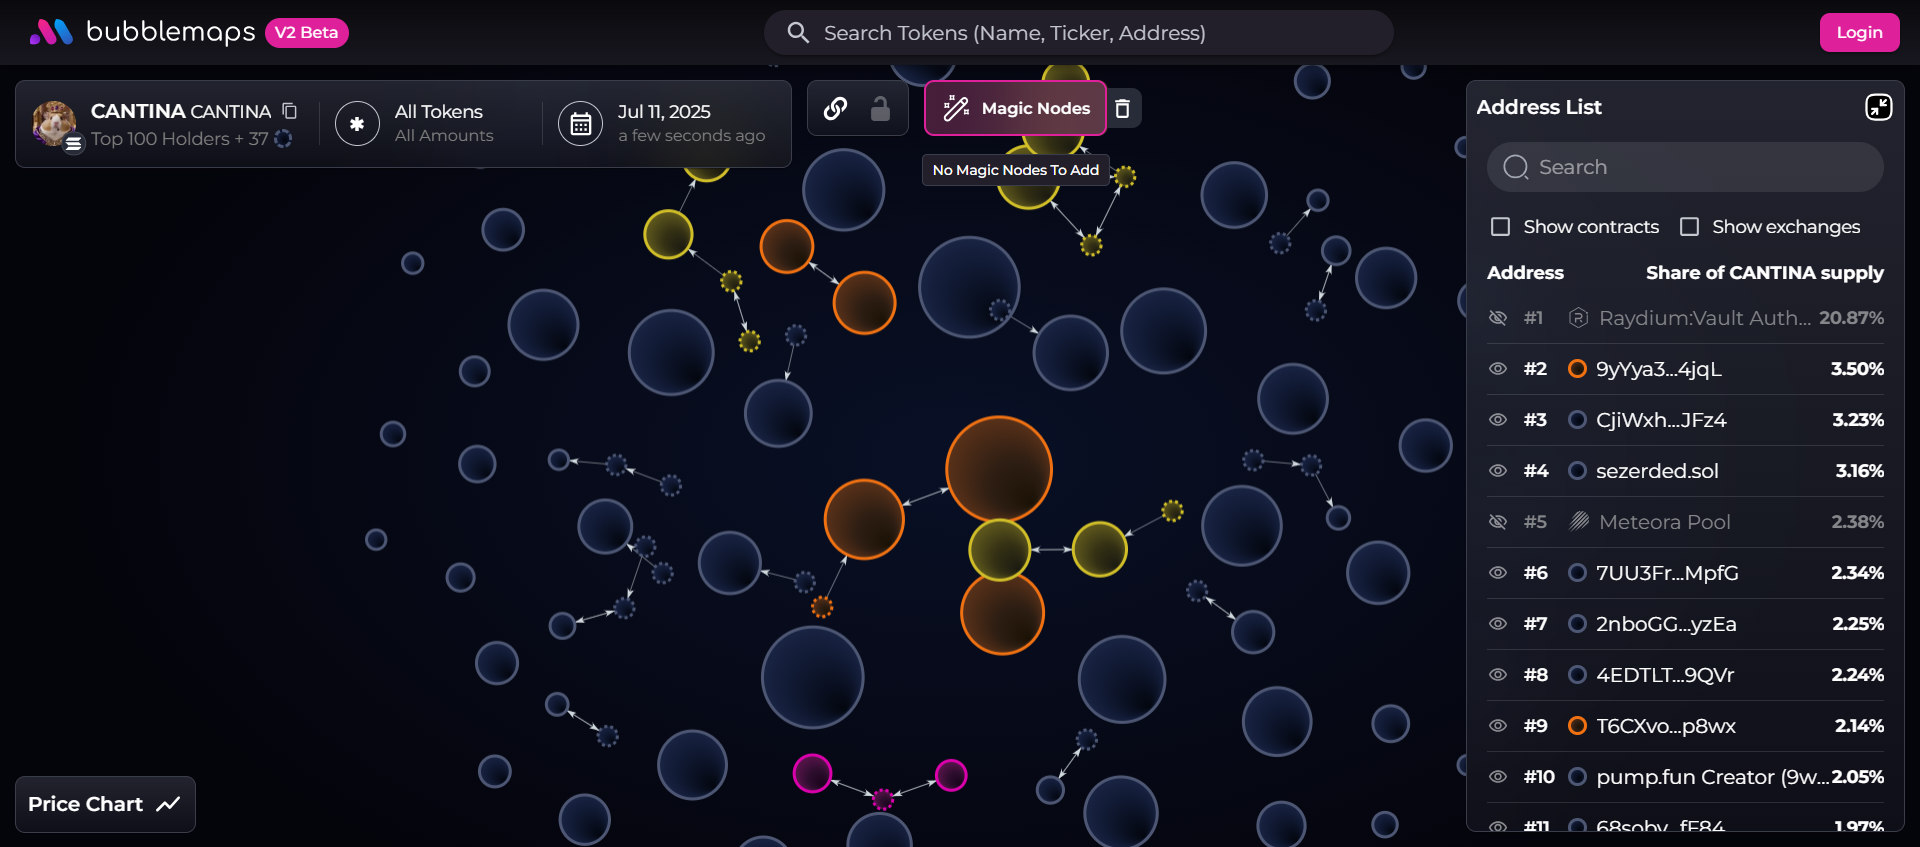 bubblemaps V2 Beta
Search Tokens (Name, Ticker, Address)
Login
CANTINA CANTINA
Top 100 Holders + 37
All Tokens
All Amounts
Jul 11, 2025
a few seconds ago
Magic Nodes
No Magic Nodes To Add
Address List
Search
Show contracts Show exchanges
Address Share of CANTINA supply
#1 Raydium:Vault Auth... 20.87%
#2 9yYya3...4jqL 3.50%
#3 CjiWxh...JFz4 3.23%
#4 sezerded.sol 3.16%
#5 Meteora Pool 2.38%
#6 7UU3Fr...MpfG 2.34%
#7 2nboGG...yzEa 2.25%
#8 4EDTLT...9QVr 2.24%
#9 T6CXvo...p8wx 2.14%
#10 pump.fun Creator (9w... 2.05%
#11 1.97%
Price Chart